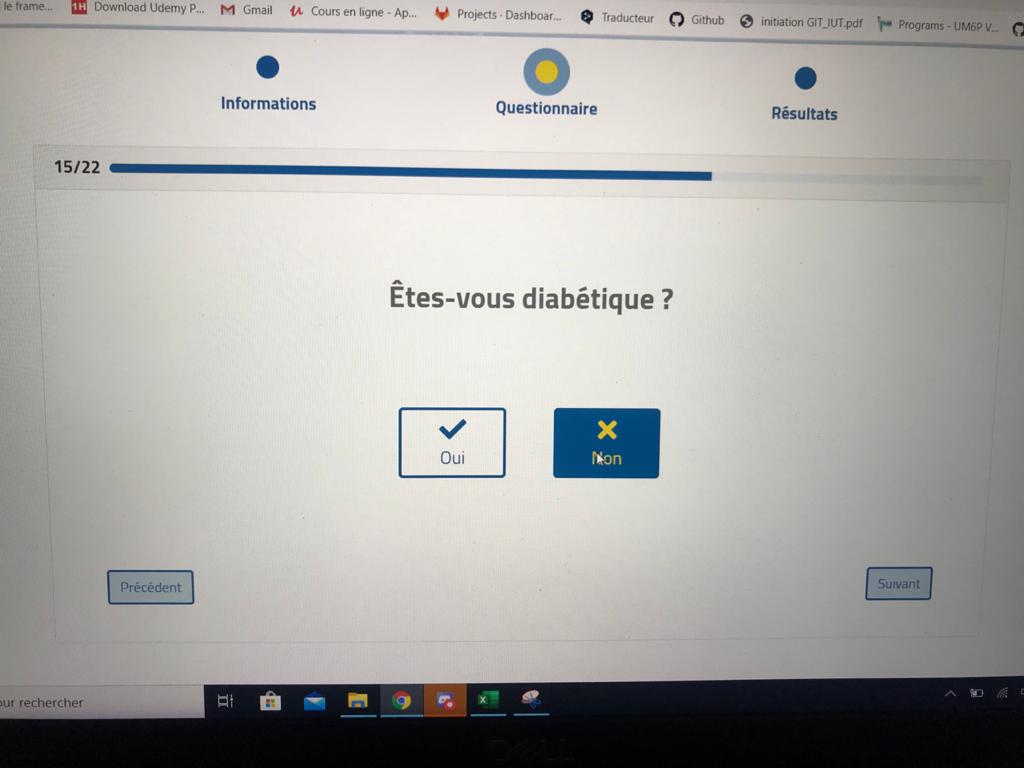 le frame...
Download Udemy P...
Gmail
Cours en ligne - Ap...
Projects · Dashboar...
Traducteur
Github
initiation GIT_IUT.pdf
Programs - UM6P V...
Informations
Questionnaire
Résultats
15/22
Êtes-vous diabétique ?
Oui
Non
Précédent
Suivant
our rechercher
DELL